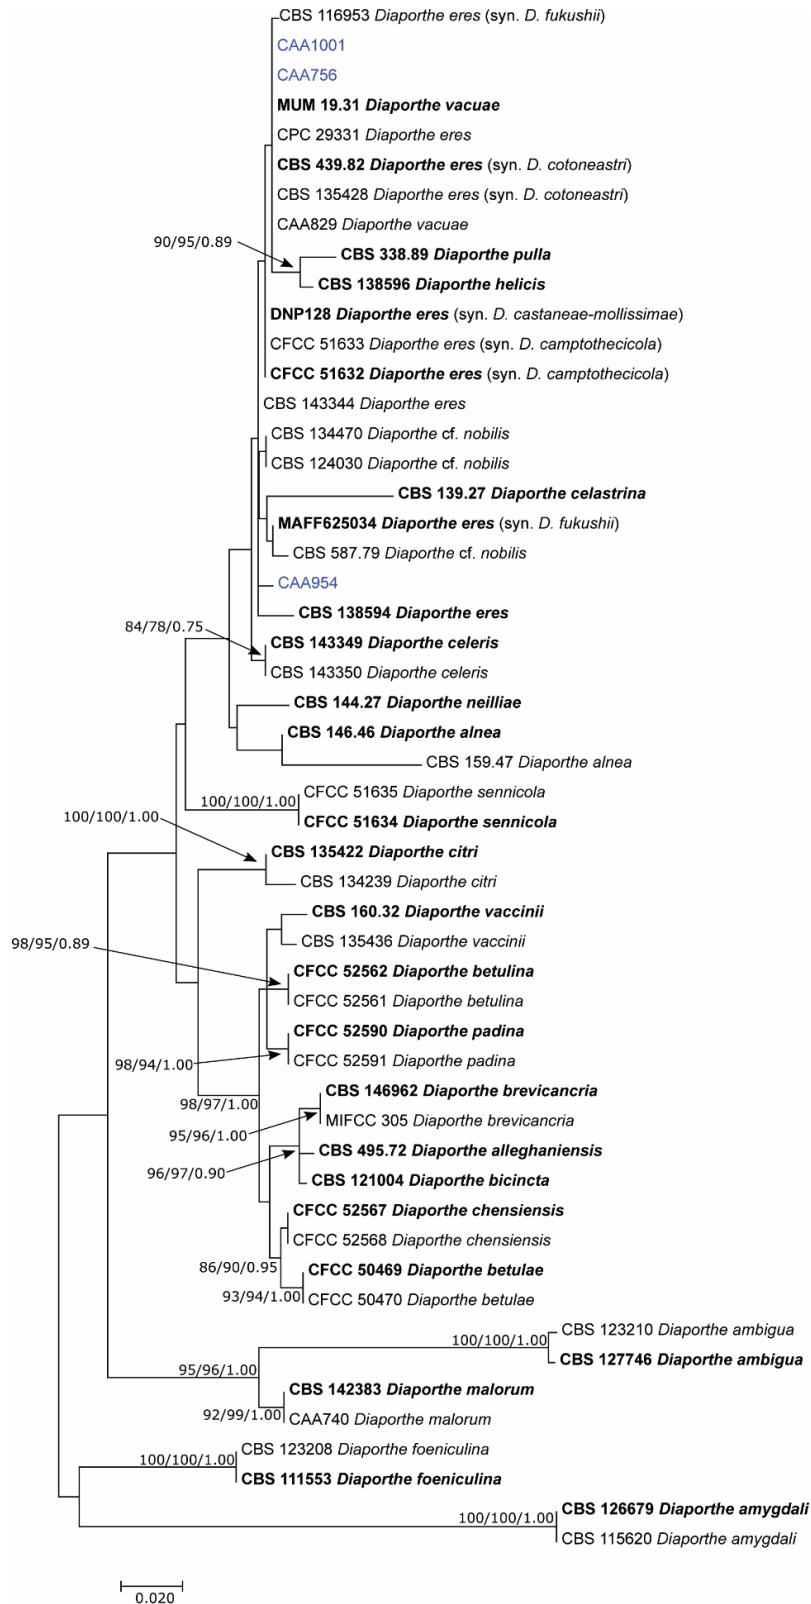 CBS 116953 Diaporthe eres (syn. D. fukushii)
CAA1001
CAA756
MUM 19.31 Diaporthe vacuae
CPC 29331 Diaporthe eres
CBS 439.82 Diaporthe eres (syn. D. cotoneastri)
CBS 135428 Diaporthe eres (syn. D. cotoneastri)
CAA829 Diaporthe vacuae
90/95/0.89
CBS 338.89 Diaporthe pulla
CBS 138596 Diaporthe helicis
DNP128 Diaporthe eres (syn. D. castaneae-mollissimae)
CFCC 51633 Diaporthe eres (syn. D. camptothecicola)
CFCC 51632 Diaporthe eres (syn. D. camptothecicola)
CBS 143344 Diaporthe eres
CBS 134470 Diaporthe cf. nobilis
CBS 124030 Diaporthe cf. nobilis
CBS 139.27 Diaporthe celastrina
MAFF625034 Diaporthe eres (syn. D. fukushii)
CBS 587.79 Diaporthe cf. nobilis
CAA954
CBS 138594 Diaporthe eres
84/78/0.75
CBS 143349 Diaporthe celeris
CBS 143350 Diaporthe celeris
CBS 144.27 Diaporthe neilliae
CBS 146.46 Diaporthe alnea
CBS 159.47 Diaporthe alnea
CFCC 51635 Diaporthe sennicola
100/100/1.00
CFCC 51634 Diaporthe sennicola
100/100/1.00
CBS 135422 Diaporthe citri
CBS 134239 Diaporthe citri
CBS 160.32 Diaporthe vaccinii
CBS 135436 Diaporthe vaccinii
98/95/0.89
CFCC 52562 Diaporthe betulina
CFCC 52561 Diaporthe betulina
CFCC 52590 Diaporthe padina
CFCC 52591 Diaporthe padina
98/94/1.00
CBS 146962 Diaporthe brevicancria
98/97/1.00
MIFCC 305 Diaporthe brevicancria
95/96/1.00
CBS 495.72 Diaporthe alleghaniensis
96/97/0.90
CBS 121004 Diaporthe bicincta
CFCC 52567 Diaporthe chensiensis
CFCC 52568 Diaporthe chensiensis
86/90/0.95
CFCC 50469 Diaporthe betulae
93/94/1.00
CFCC 50470 Diaporthe betulae
CBS 123210 Diaporthe ambigua
100/100/1.00
CBS 127746 Diaporthe ambigua
95/96/1.00
CBS 142383 Diaporthe malorum
92/99/1.00
CAA740 Diaporthe malorum
CBS 123208 Diaporthe foeniculina
100/100/1.00
CBS 111553 Diaporthe foeniculina
CBS 126679 Diaporthe amygdali
100/100/1.00
CBS 115620 Diaporthe amygdali
0.020